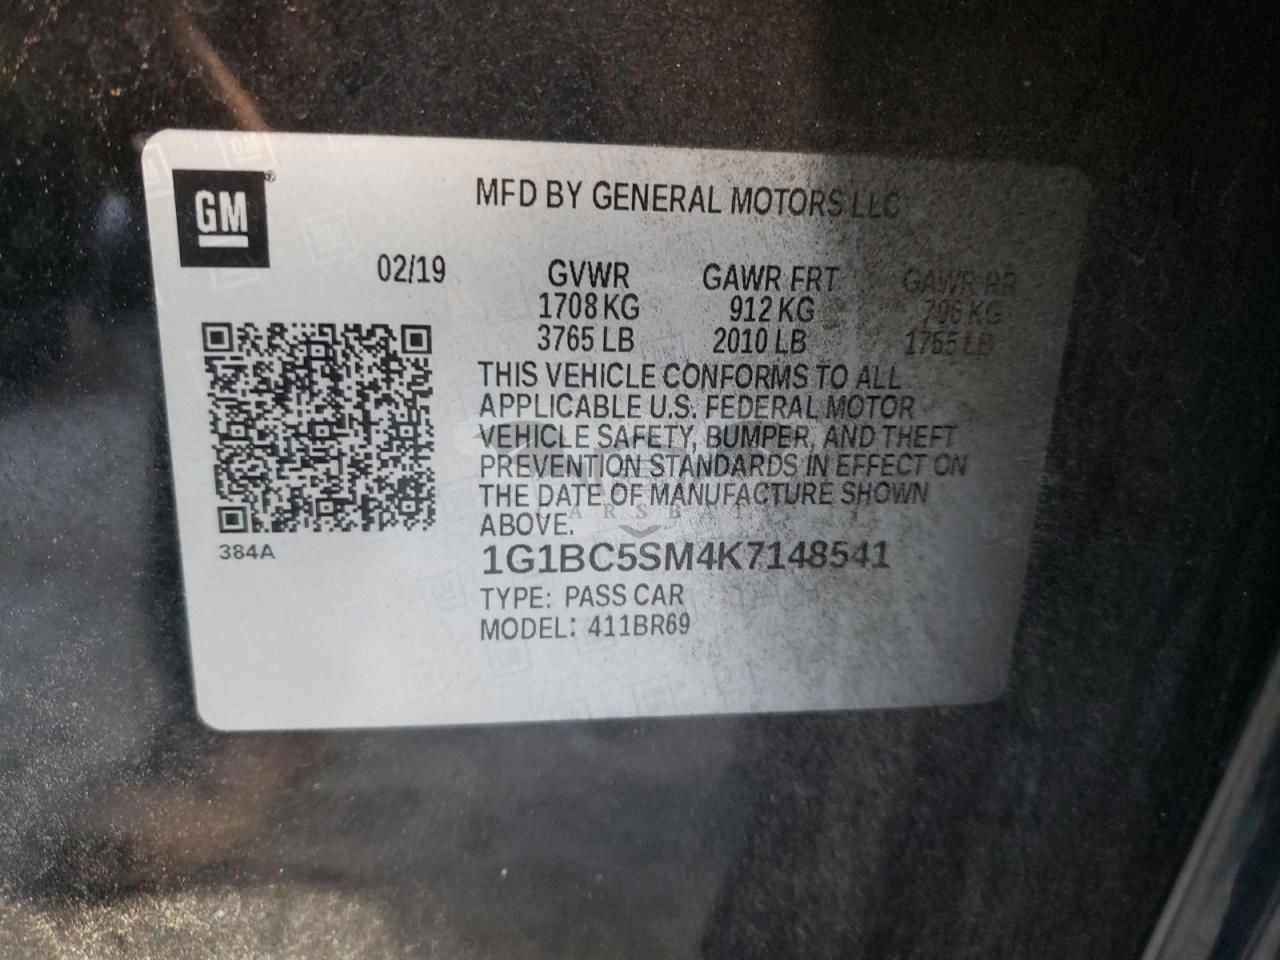 GM
MFD BY GENERAL MOTORS LLC
02/19
GVWR GAWR FRT GAWR RR
1708 KG 912 KG 796 KG
3765 LB 2010 LB 1755 LB
THIS VEHICLE CONFORMS TO ALL
APPLICABLE U.S. FEDERAL MOTOR
VEHICLE SAFETY, BUMPER, AND THEFT
PREVENTION STANDARDS IN EFFECT ON
THE DATE OF MANUFACTURE SHOWN
ABOVE.
384A
1G1BC5SM4K7148541
TYPE: PASS CAR
MODEL: 411BR69